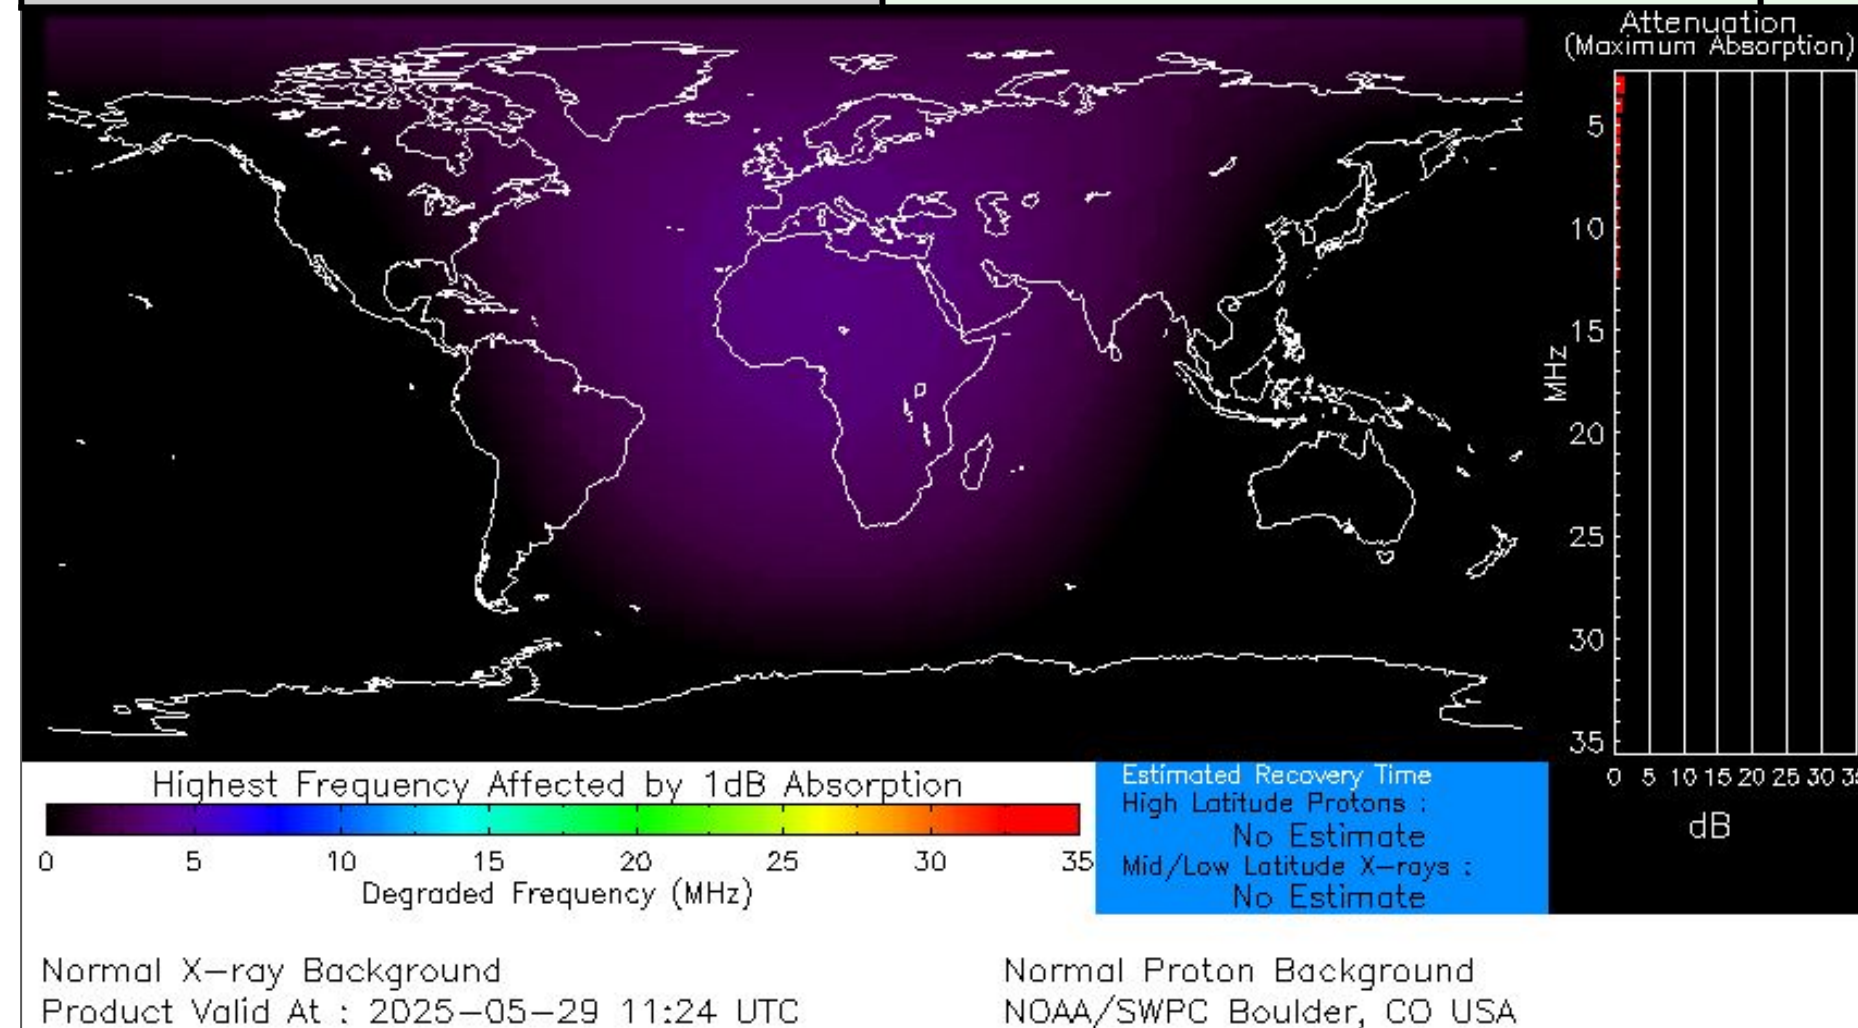 Attenuation
(Maximum Absorption)
5
10
15
20
25
30
35
MHz
0 5 10 15 20 25 30
dB
Highest Frequency Affected by 1dB Absorption
0 5 10 15 20 25 30 35
Degraded Frequency (MHz)
Estimated Recovery Time
High Latitude Protons :
No Estimate
Mid/Low Latitude X-rays :
No Estimate
Normal X-ray Background
Product Valid At : 2025-05-29 11:24 UTC
Normal Proton Background
NOAA/SWPC Boulder, CO USA